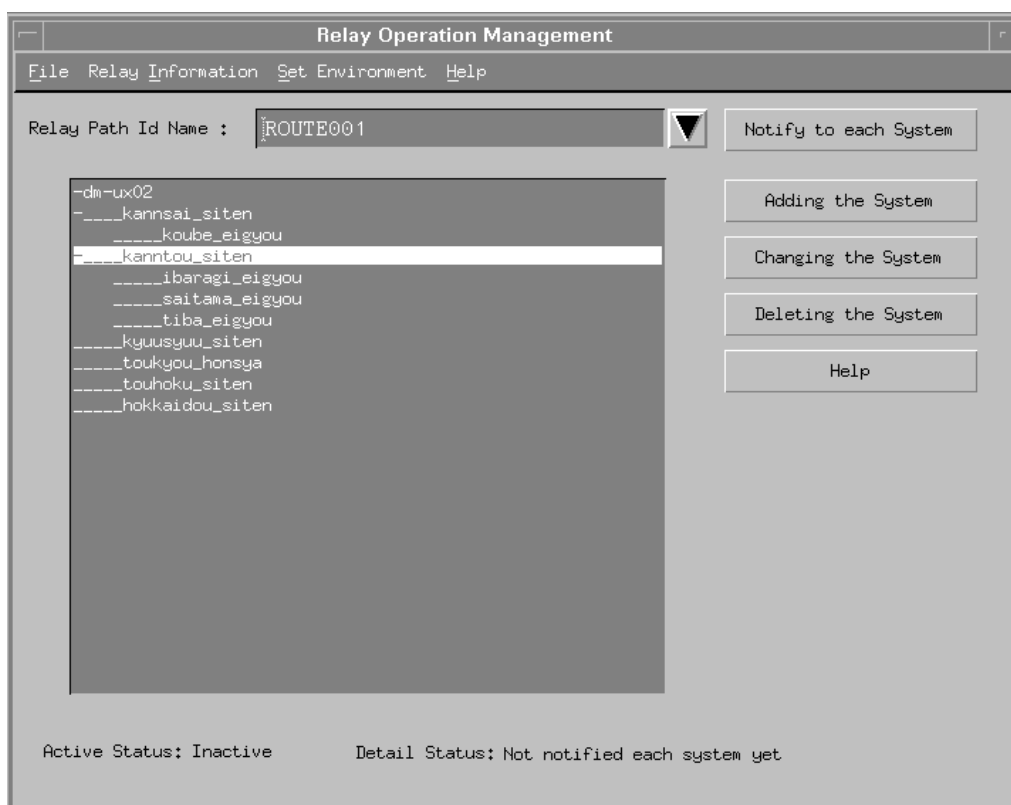 Relay Operation Management
File Relay Information Set Environment Help
Relay Path Id Name : ROUTE001
Notify to each System
-dm-ux02
-____kannsai_siten
_____koube_eigyou
-____kanntou_siten
_____ibaragi_eigyou
_____saitama_eigyou
_____tiba_eigyou
_____kyuusyuu_siten
_____toukyou_honsya
_____touhoku_siten
_____hokkaidou_siten
Adding the System
Changing the System
Deleting the System
Help
Active Status: Inactive
Detail Status: Not notified each system yet